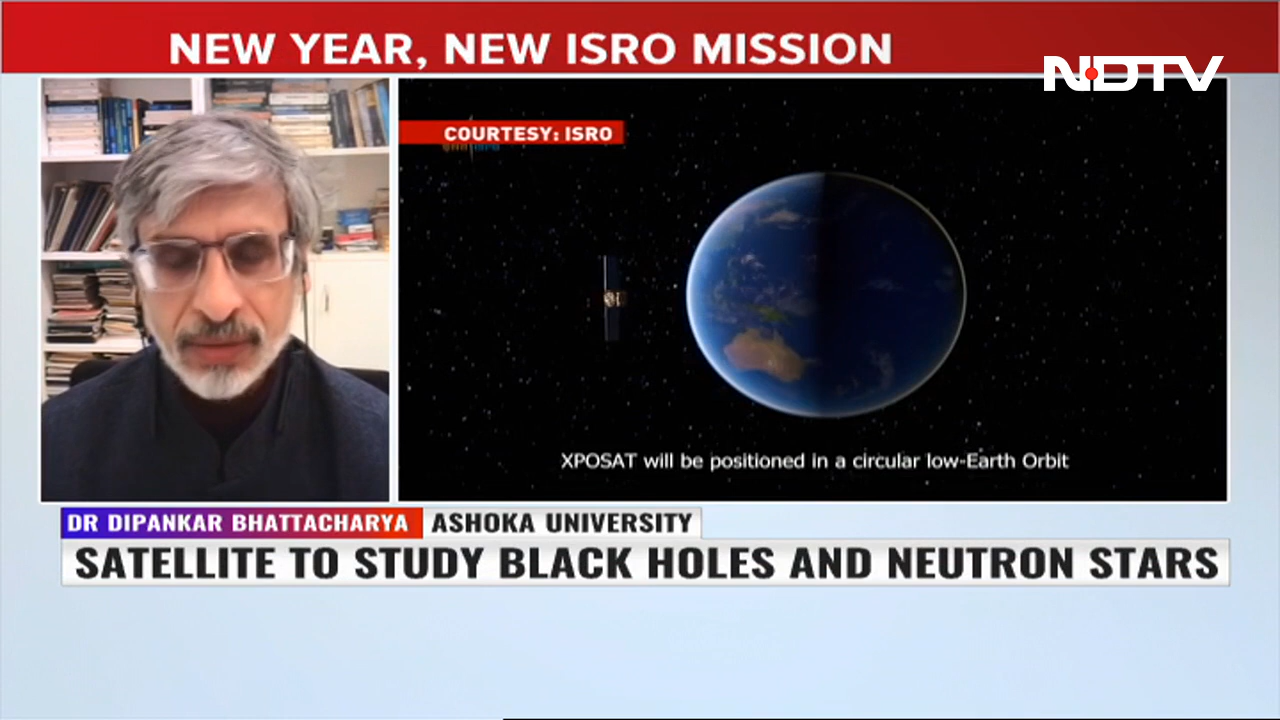 NEW YEAR, NEW ISRO MISSION
NDTV
COURTESY: ISRO
XPOSAT will be positioned in a circular low-Earth Orbit
DR DIPANKAR BHATTACHARYA ASHOKA UNIVERSITY
SATELLITE TO STUDY BLACK HOLES AND NEUTRON STARS